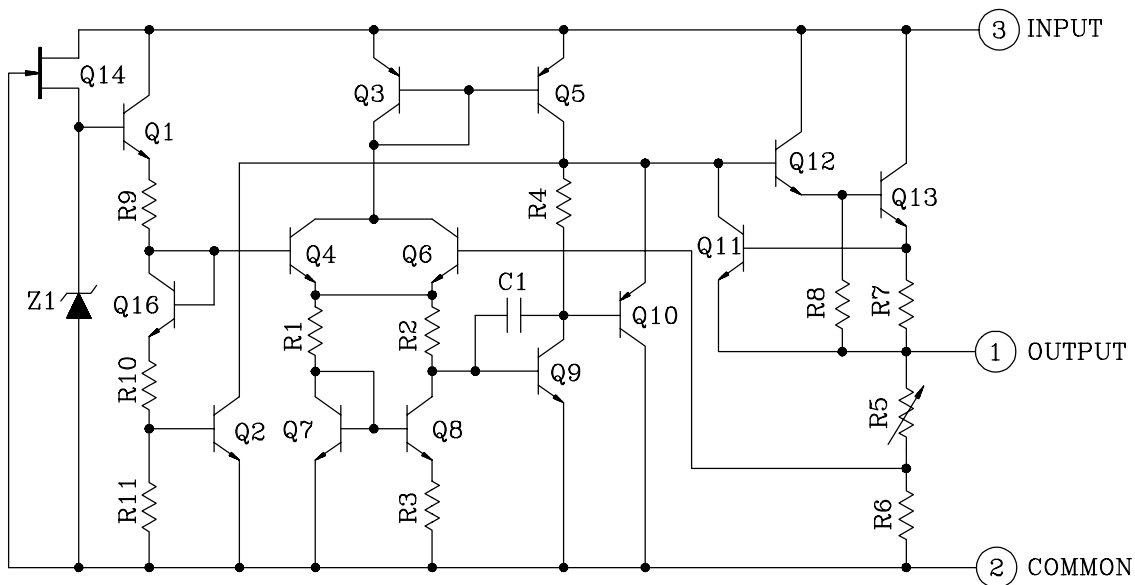 3 INPUT
Q14
Q3
Q5
Q1
Q12
Q13
R9
R4
Q4
Q6
Q11
C1
Z1
Q16
R1
R2
Q10
R8
R7
1 OUTPUT
R10
Q9
R5
Q2
Q7
Q8
R11
R3
R6
2 COMMON